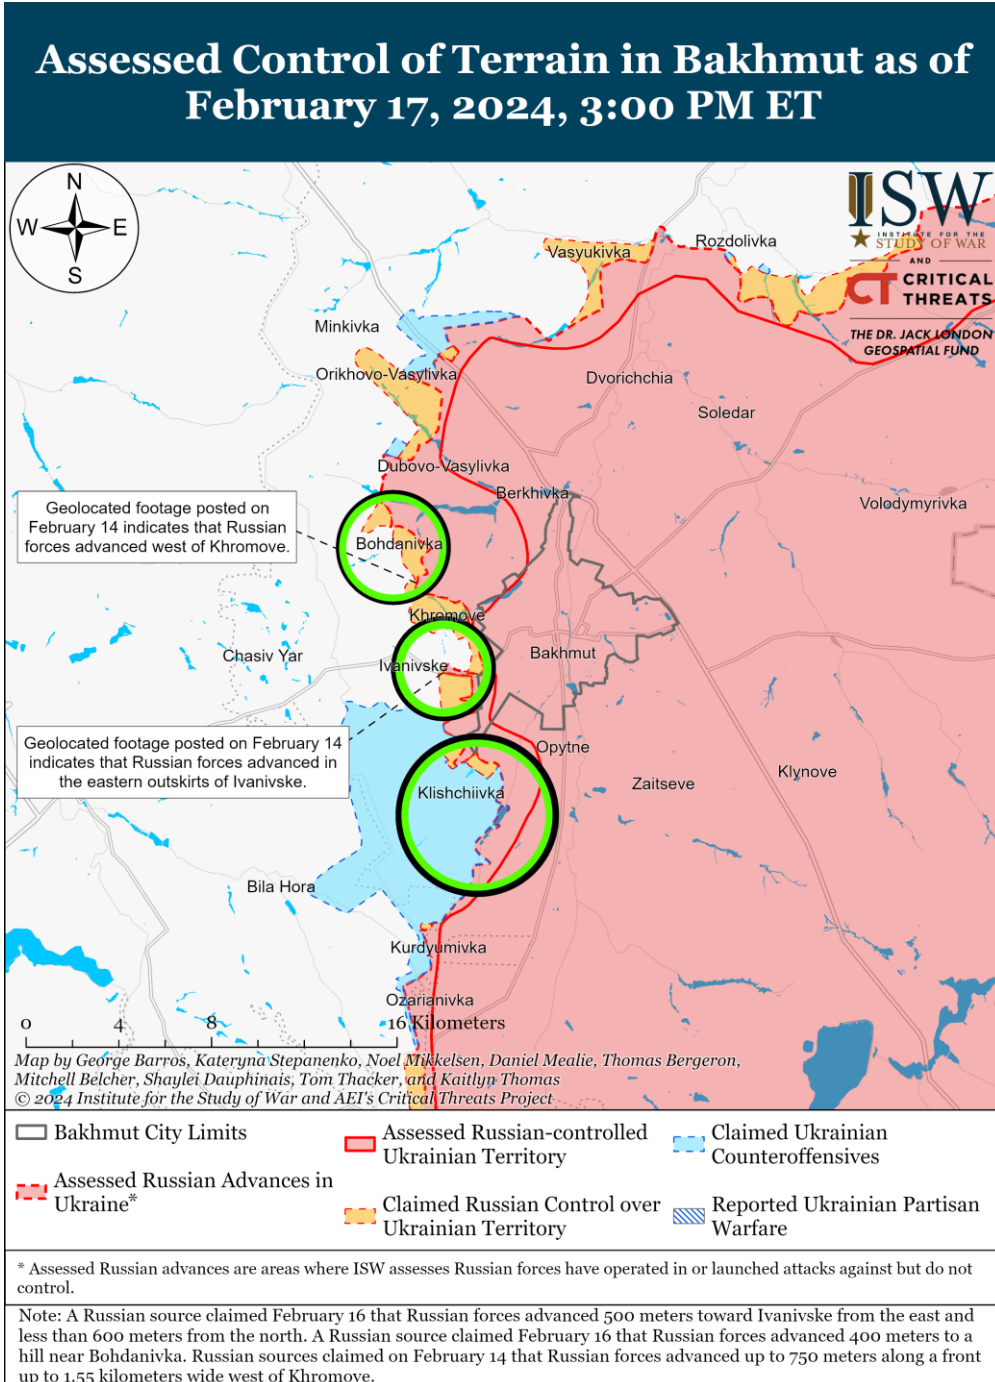 Assessed Control of Terrain in Bakhmut as of
February 17, 2024, 3:00 PM ET
N
W
E
S
ISW
INSTITUTE FOR THE
STUDY OF WAR
AND
CT CRITICAL
THREATS
THE DR. JACK LONDON
GEOSPATIAL FUND
Vasyukivka
Rozdolivka
Minkivka
Orikhovo-Vasylivka
Dvorichchia
Soledar
Dubovo-Vasylivka
Berkhivka
Volodymyrivka
Geolocated footage posted on
February 14 indicates that Russian
forces advanced west of Khromove.
Bohdanivka
Khromove
Chasiv Yar
Ivanivske
Bakhmut
Geolocated footage posted on February 14
indicates that Russian forces advanced in
the eastern outskirts of Ivanivske.
Opytne
Klishchiivka
Zaitseve
Klynove
Bila Hora
Kurdyumivka
Ozarianivka
0 4 8 16 Kilometers
Map by George Barros, Kateryna Stepanenko, Noel Mikkelsen, Daniel Mealie, Thomas Bergeron,
Mitchell Belcher, Shaylei Dauphinais, Tom Thacker, and Kaitlyn Thomas
© 2024 Institute for the Study of War and AEI's Critical Threats Project
Bakhmut City Limits
Assessed Russian Advances in
Ukraine*
Assessed Russian-controlled
Ukrainian Territory
Claimed Russian Control over
Ukrainian Territory
Claimed Ukrainian
Counteroffensives
Reported Ukrainian Partisan
Warfare
* Assessed Russian advances are areas where ISW assesses Russian forces have operated in or launched attacks against but do not
control.
Note: A Russian source claimed February 16 that Russian forces advanced 500 meters toward Ivanivske from the east and
less than 600 meters from the north. A Russian source claimed February 16 that Russian forces advanced 400 meters to a
hill near Bohdanivka. Russian sources claimed on February 14 that Russian forces advanced up to 750 meters along a front
up to 1.55 kilometers wide west of Khromove.